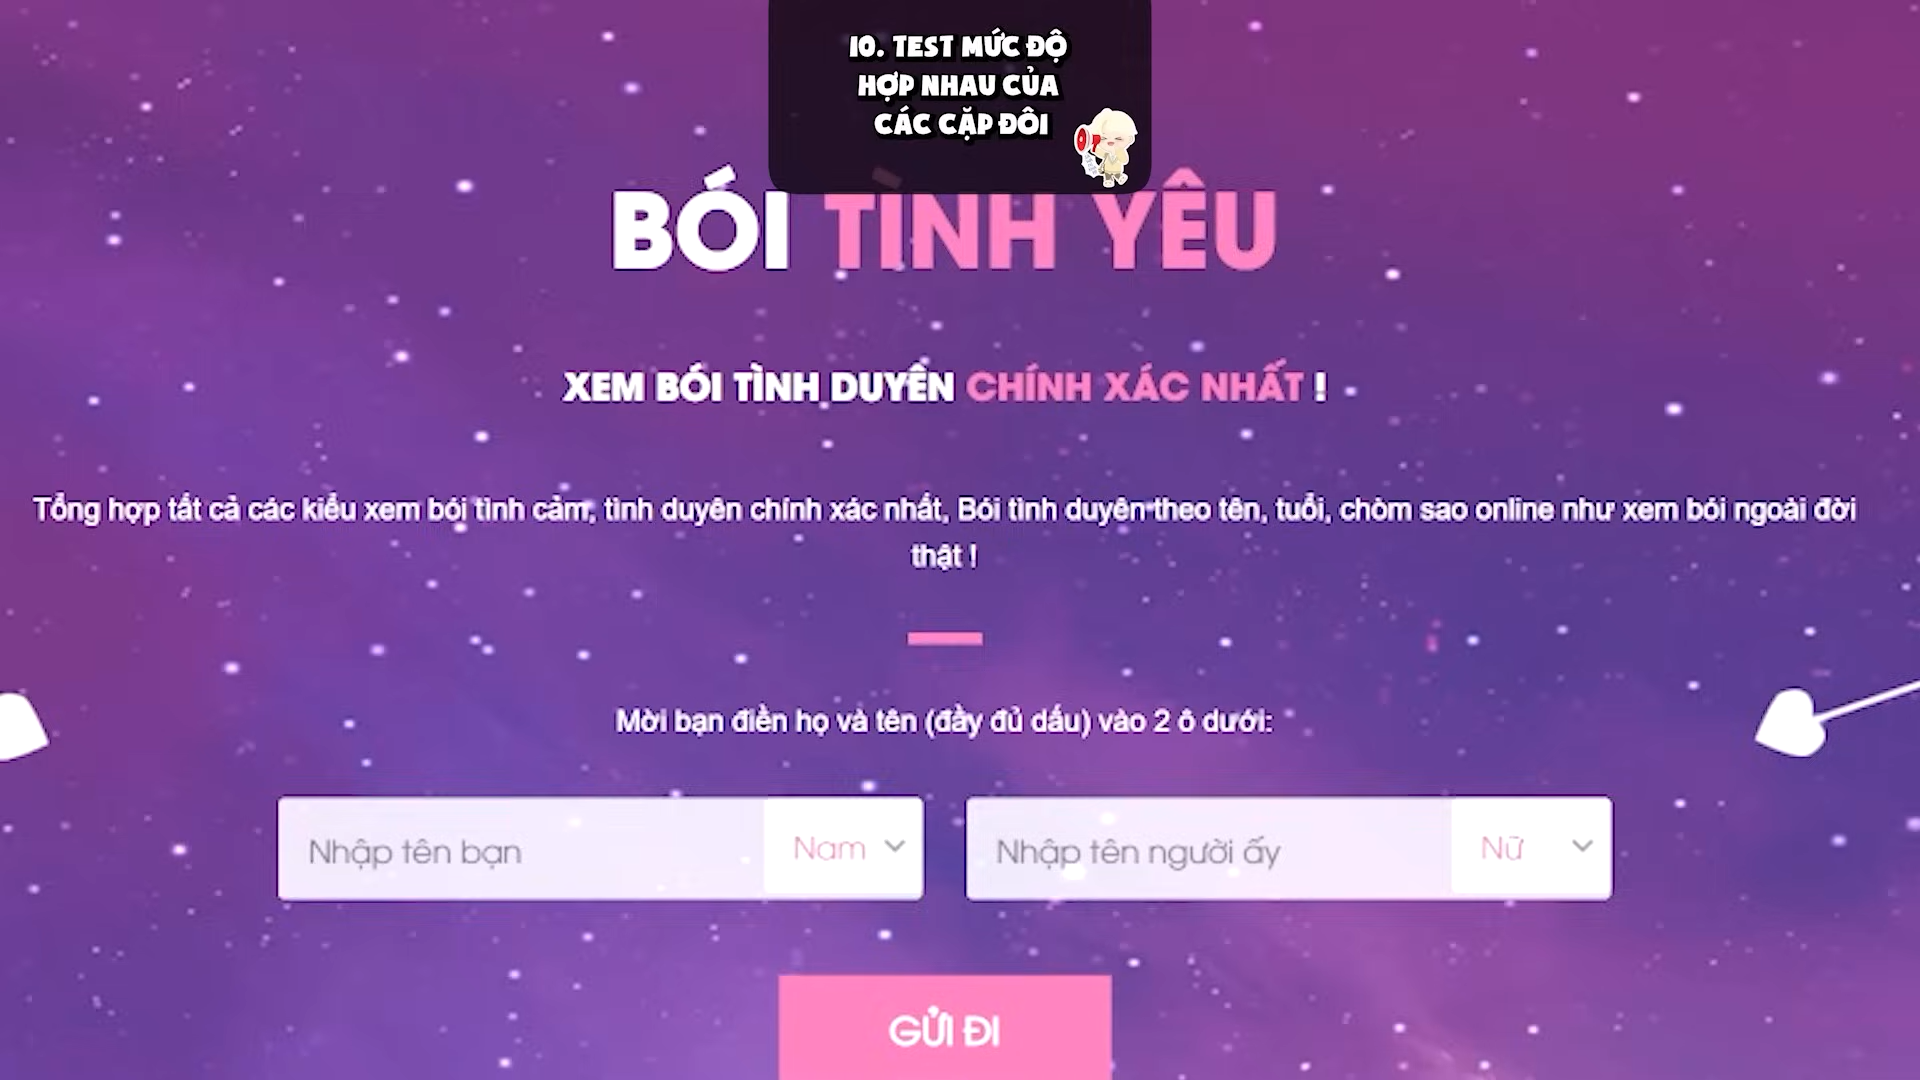 10. TEST MỨC ĐỘ
HỢP NHAU CỦA
CÁC CẶP ĐÔI
BÓI TÌNH YÊU
XEM BÓI TÌNH DUYÊN CHÍNH XÁC NHẤT !
Tổng hợp tất cả các kiểu xem bói tình cảm, tình duyên chính xác nhất, Bói tình duyên theo tên, tuổi, chòm sao online như xem bói ngoài đời
thật !
Mời bạn điền họ và tên (đầy đủ dấu) vào 2 ô dưới:
Nhập tên bạn Nam Nhập tên người ấy Nữ
GỬI ĐI